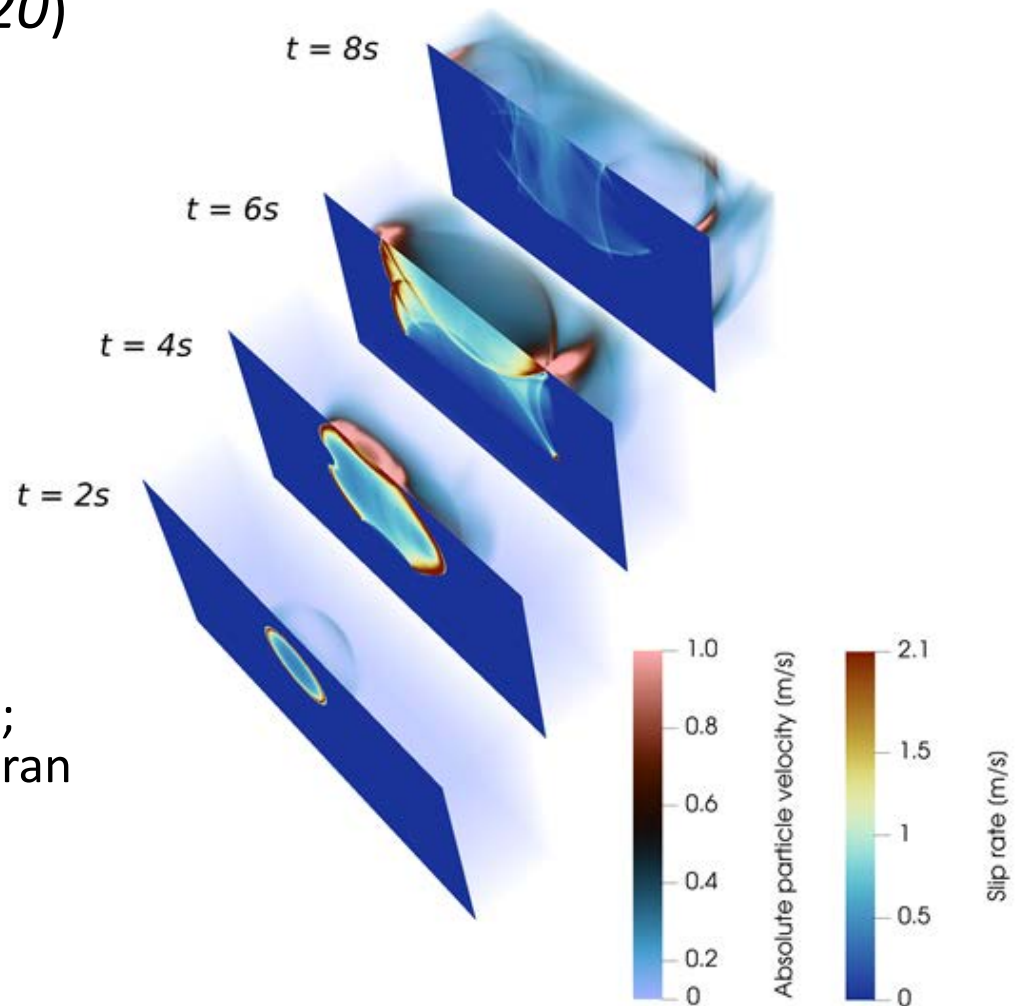 20)
t = 8s
t = 6s
t = 4s
t = 2s
;
ran
1.0
0.8
0.6
0.4
0.2
0
Absolute particle velocity (m/s)
2.1
1.5
1
0.5
0
Slip rate (m/s)